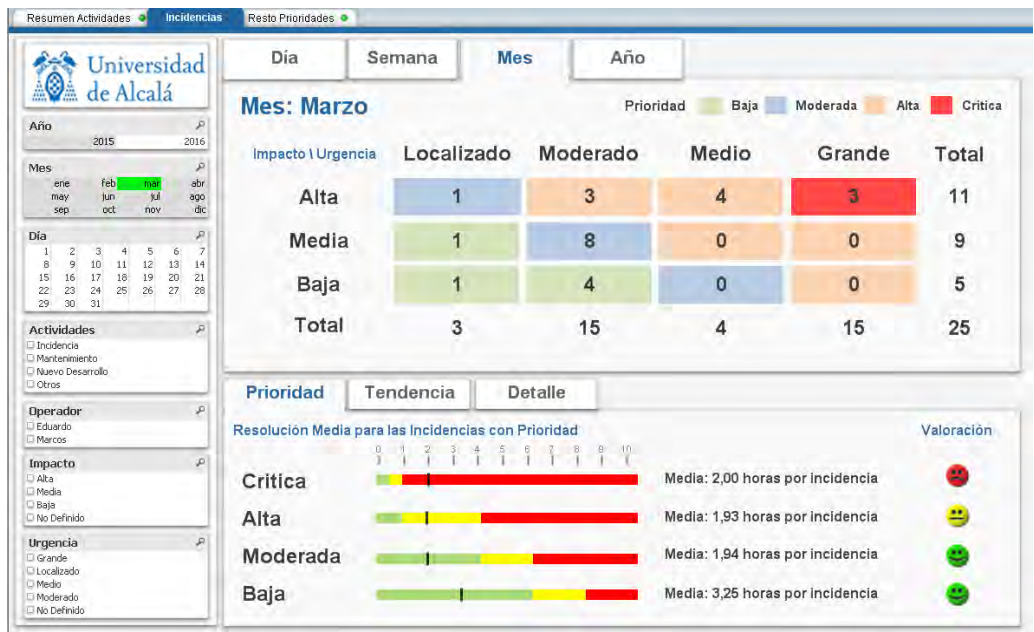 Resumen Actividades Incidencias Resto Prioridades
Universidad
de Alcalá
Año
2015 2016
Mes
ene feb mar abr
may jun jul ago
sep oct nov dic
Día
1 2 3 4 5 6 7
8 9 10 11 12 13 14
15 16 17 18 19 20 21
22 23 24 25 26 27 28
29 30 31
Actividades
Incidencia
Mantenimiento
Nuevo Desarrollo
Otros
Operador
Eduardo
Marcos
Impacto
Alta
Media
Baja
No Definido
Urgencia
Grande
Localizado
Medio
Moderado
No Definido
Día Semana Mes Año
Mes: Marzo
Prioridad Baja Moderada Alta Critica
Impacto \ Urgencia Localizado Moderado Medio Grande Total
Alta 1 3 4 3 11
Media 1 8 0 0 9
Baja 1 4 0 0 5
Total 3 15 4 15 25
Prioridad Tendencia Detalle
Resolución Media para las Incidencias con Prioridad Valoración
0 1 2 3 4 5 6 7 8 9 10
Critica Media: 2,00 horas por incidencia
Alta Media: 1,93 horas por incidencia
Moderada Media: 1,94 horas por incidencia
Baja Media: 3,25 horas por incidencia